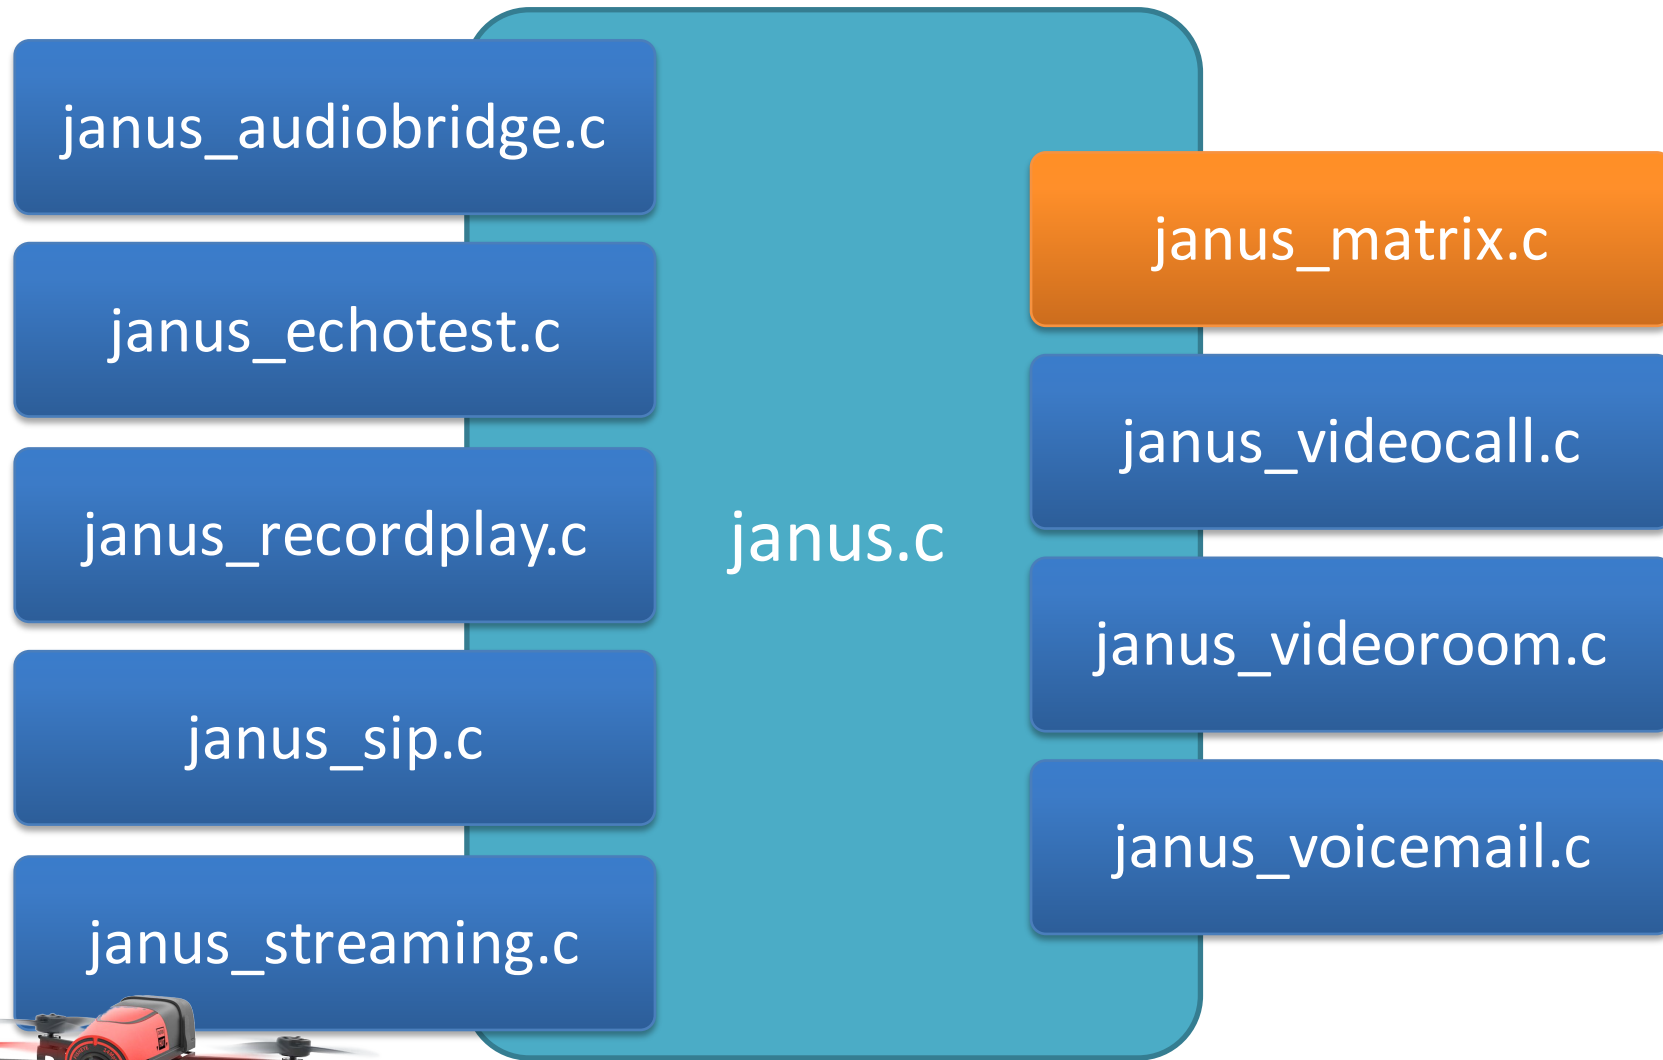 janus_audiobridge.c
janus_echotest.c
janus_recordplay.c
janus_sip.c
janus_streaming.c
janus.c
janus_matrix.c
janus_videocall.c
janus_videoroom.c
janus_voicemail.c